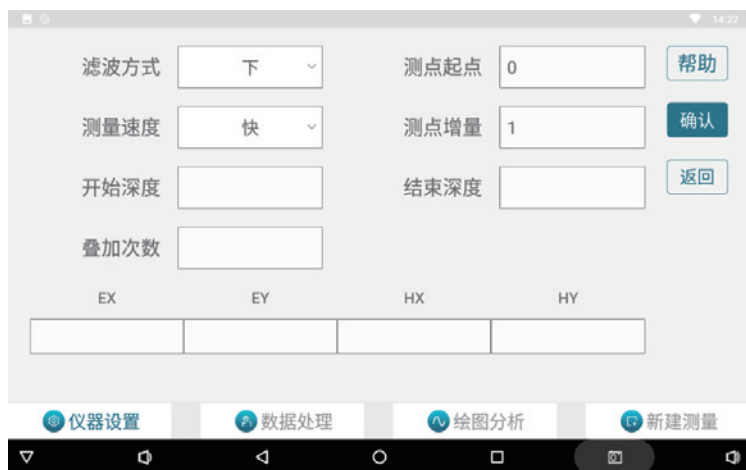 14:22
滤波方式 下 测点起点 0 帮助
测量速度 快 测点增量 1 确认
开始深度 结束深度 返回
叠加次数
EX EY HX HY
仪器设置 数据处理 绘图分析 新建测量